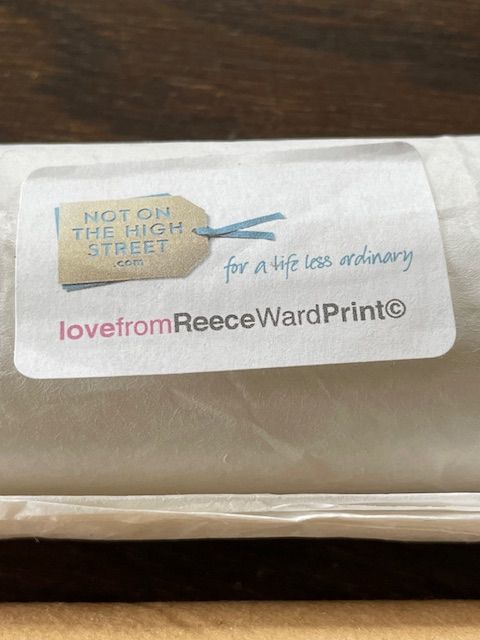 NOT ON
THE HIGH
STREET
.com
for a life less ordinary
lovefromReeceWardPrint©